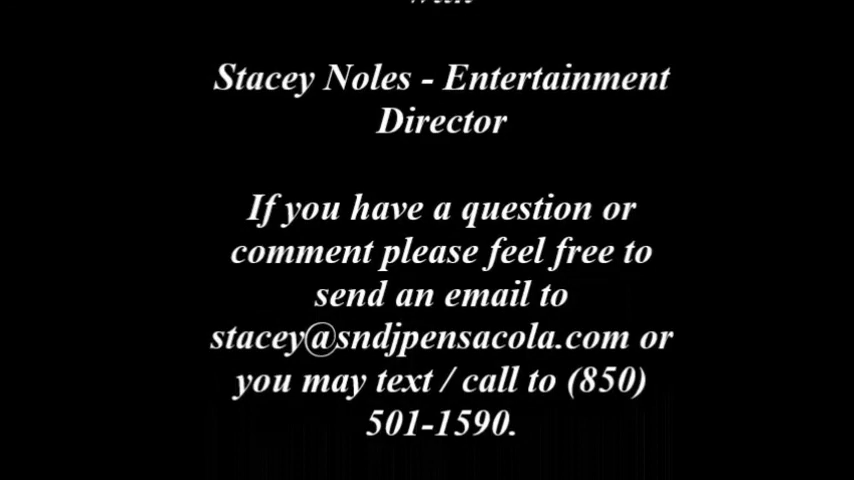 Stacey Noles - Entertainment
Director
If you have a question or
comment please feel free to
send an email to
stacey@sndjpensacola.com or
you may text / call to (850)
501-1590.